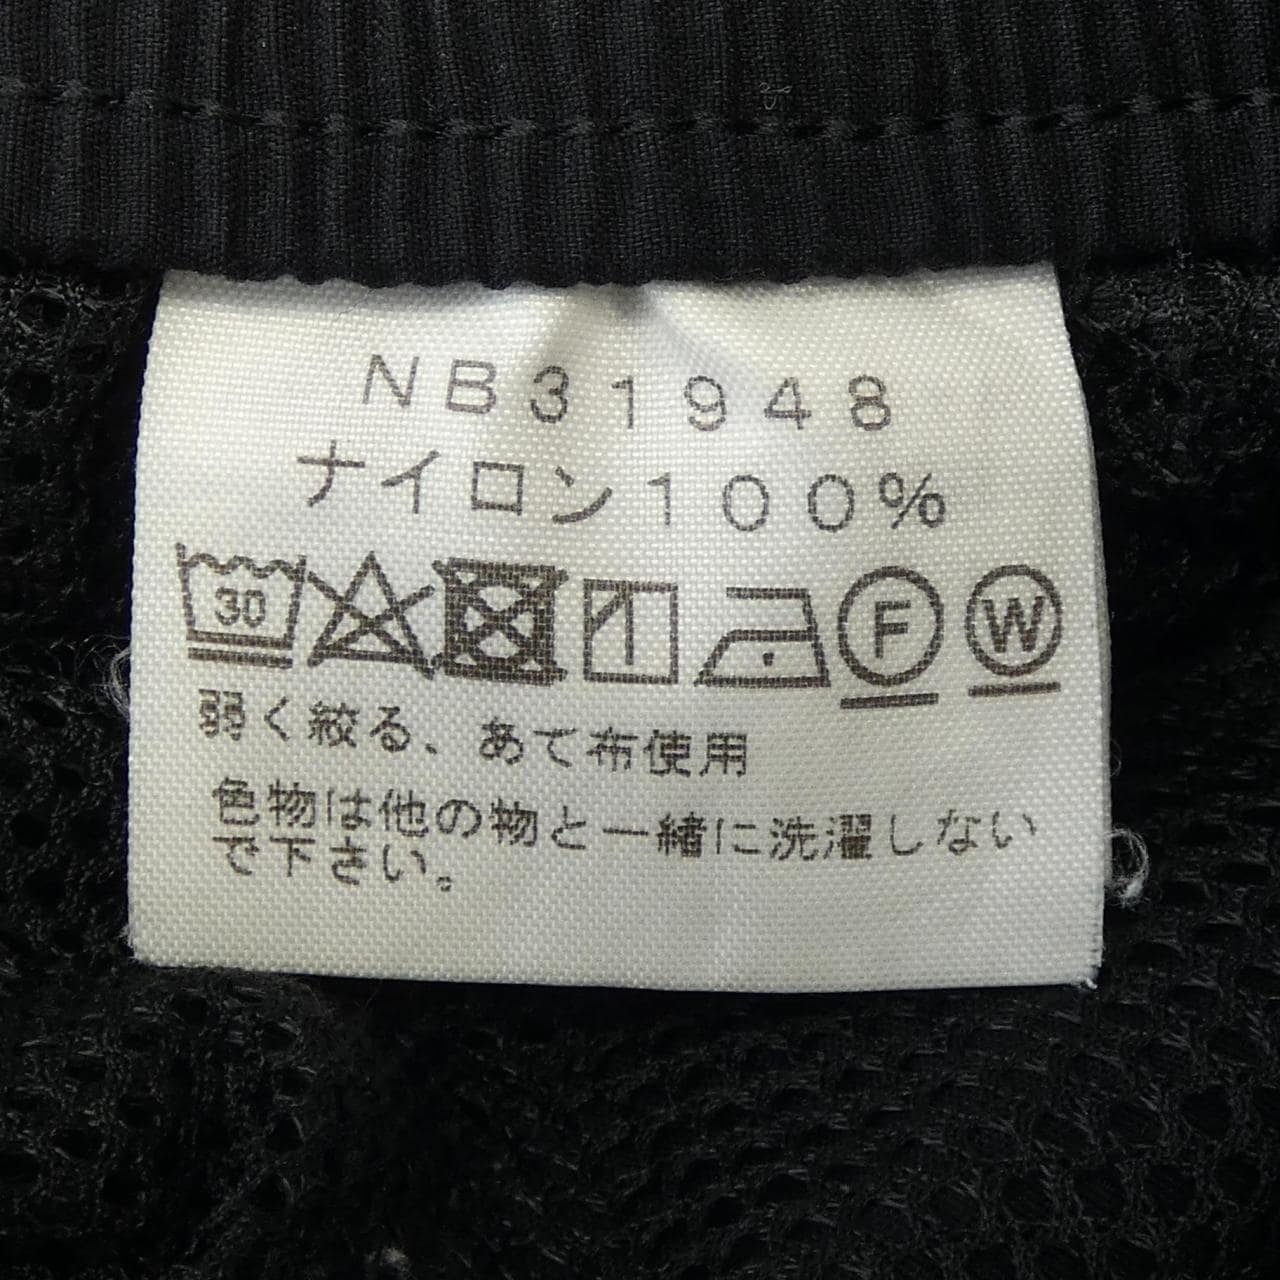 NB31948
ナイロン100%
30 F W
弱く絞る、あて布使用
色物は他の物と一緒に洗濯しない
で下さい。